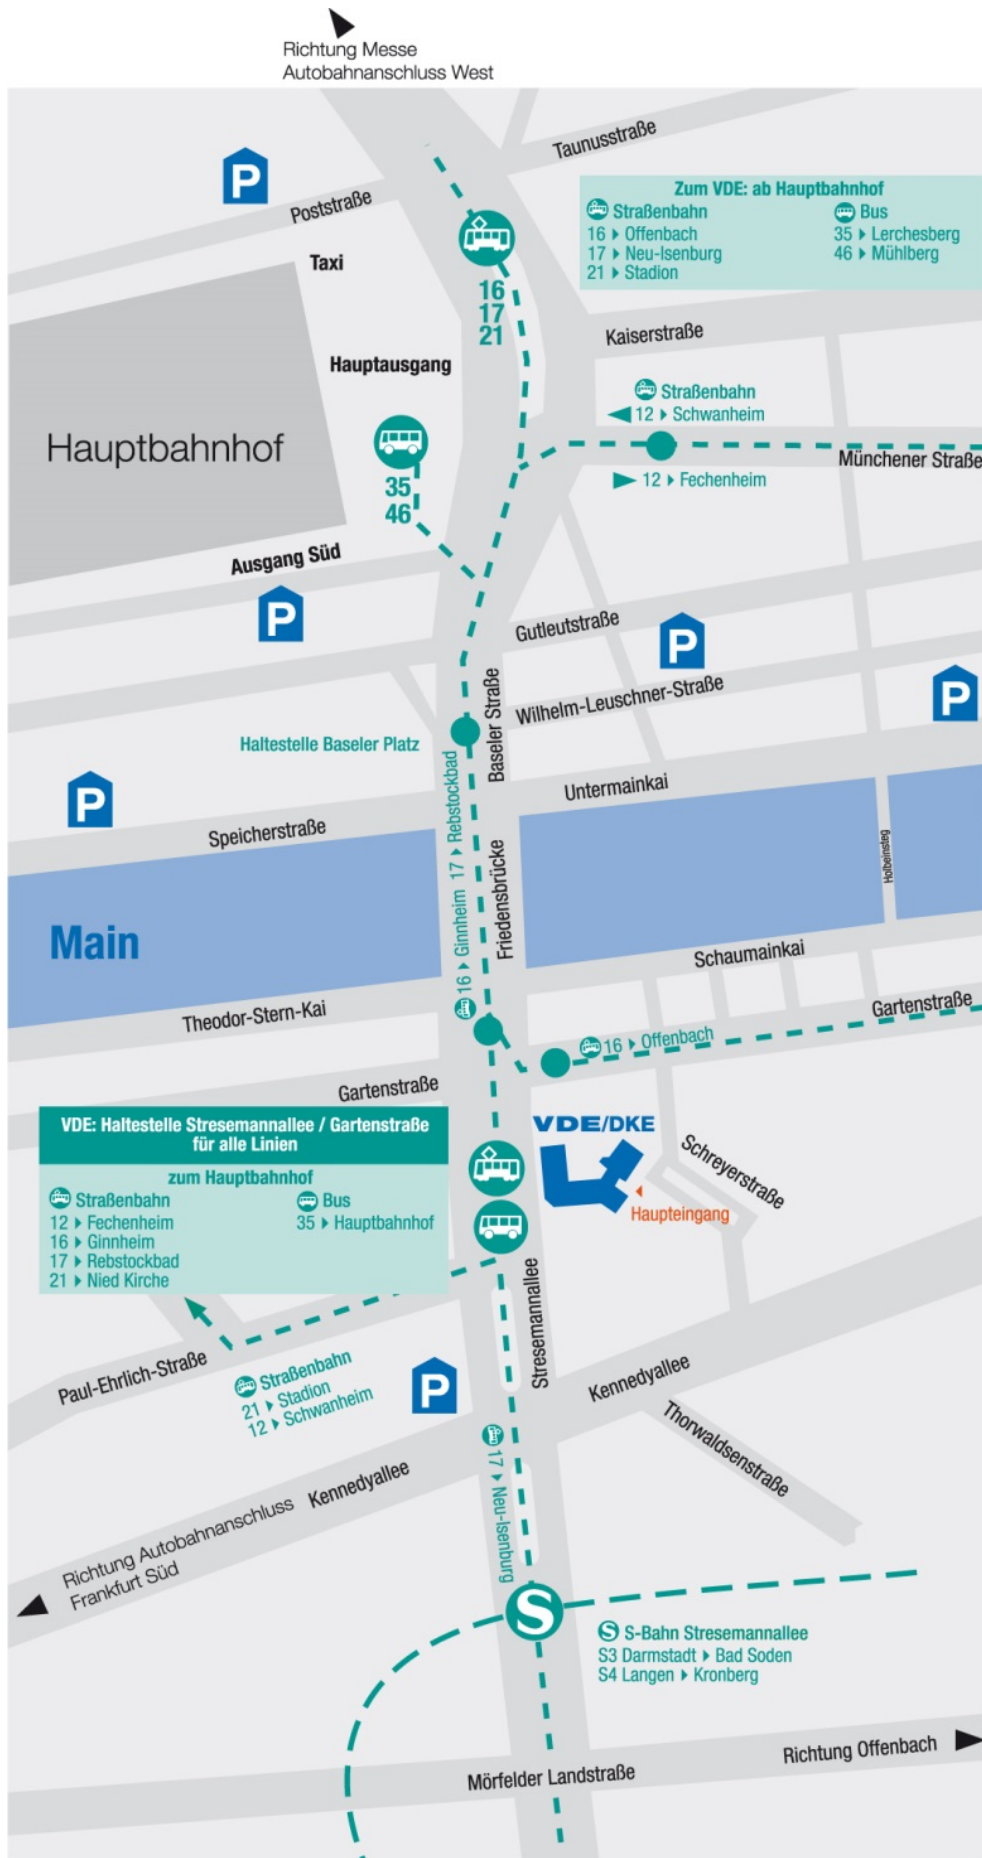 Richtung Messe
Autobahnanschluss West
Taunusstraße
P
Poststraße
Zum VDE: ab Hauptbahnhof
Straßenbahn
16 ▸ Offenbach
17 ▸ Neu-Isenburg
21 ▸ Stadion
Bus
35 ▸ Lerchesberg
46 ▸ Mühlberg
Taxi
16
17
21
Kaiserstraße
Hauptausgang
Straßenbahn
12 ▸ Schwanheim
Hauptbahnhof
Münchener Straße
12 ▸ Fechenheim
35
46
Ausgang Süd
P
Gutleutstraße
P
Wilhelm-Leuschner-Straße
P
Baseler Straße
Haltestelle Baseler Platz
P
Untermainkai
Speicherstraße
17 ▸ Rebstockbad
16 ▸ Ginnheim
Friedensbrücke
Holbeinsteg
Main
Schaumainkai
Theodor-Stern-Kai
Gartenstraße
16 ▸ Offenbach
Gartenstraße
VDE: Haltestelle Stresemannallee / Gartenstraße
für alle Linien
zum Hauptbahnhof
Straßenbahn
12 ▸ Fechenheim
16 ▸ Ginnheim
17 ▸ Rebstockbad
21 ▸ Nied Kirche
Bus
35 ▸ Hauptbahnhof
VDE/DKE
Schreyerstraße
Haupteingang
Stresemannallee
Paul-Ehrlich-Straße
Straßenbahn
21 ▸ Stadion
12 ▸ Schwanheim
P
Kennedyallee
Thorwaldsenstraße
17 ▸ Neu-Isenburg
Kennedyallee
Richtung Autobahnanschluss
Frankfurt Süd
S
S S-Bahn Stresemannallee
S3 Darmstadt ▸ Bad Soden
S4 Langen ▸ Kronberg
Richtung Offenbach
Mörfelder Landstraße